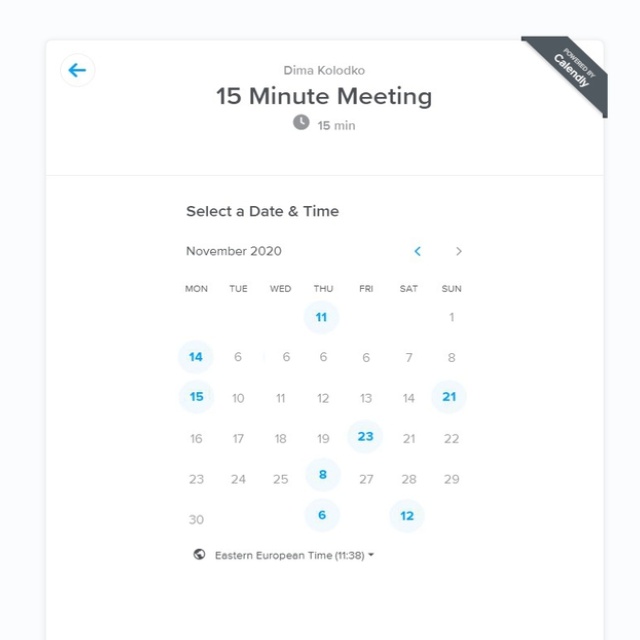 POWERED BY
Calendly
Dima Kolodko
15 Minute Meeting
15 min
Select a Date & Time
November 2020
MON TUE WED THU FRI SAT SUN
11 1
14 6 6 6 6 7 8
15 10 11 12 13 14 21
16 17 18 19 23 21 22
23 24 25 8 27 28 29
30 6 12
Eastern European Time (11:38)